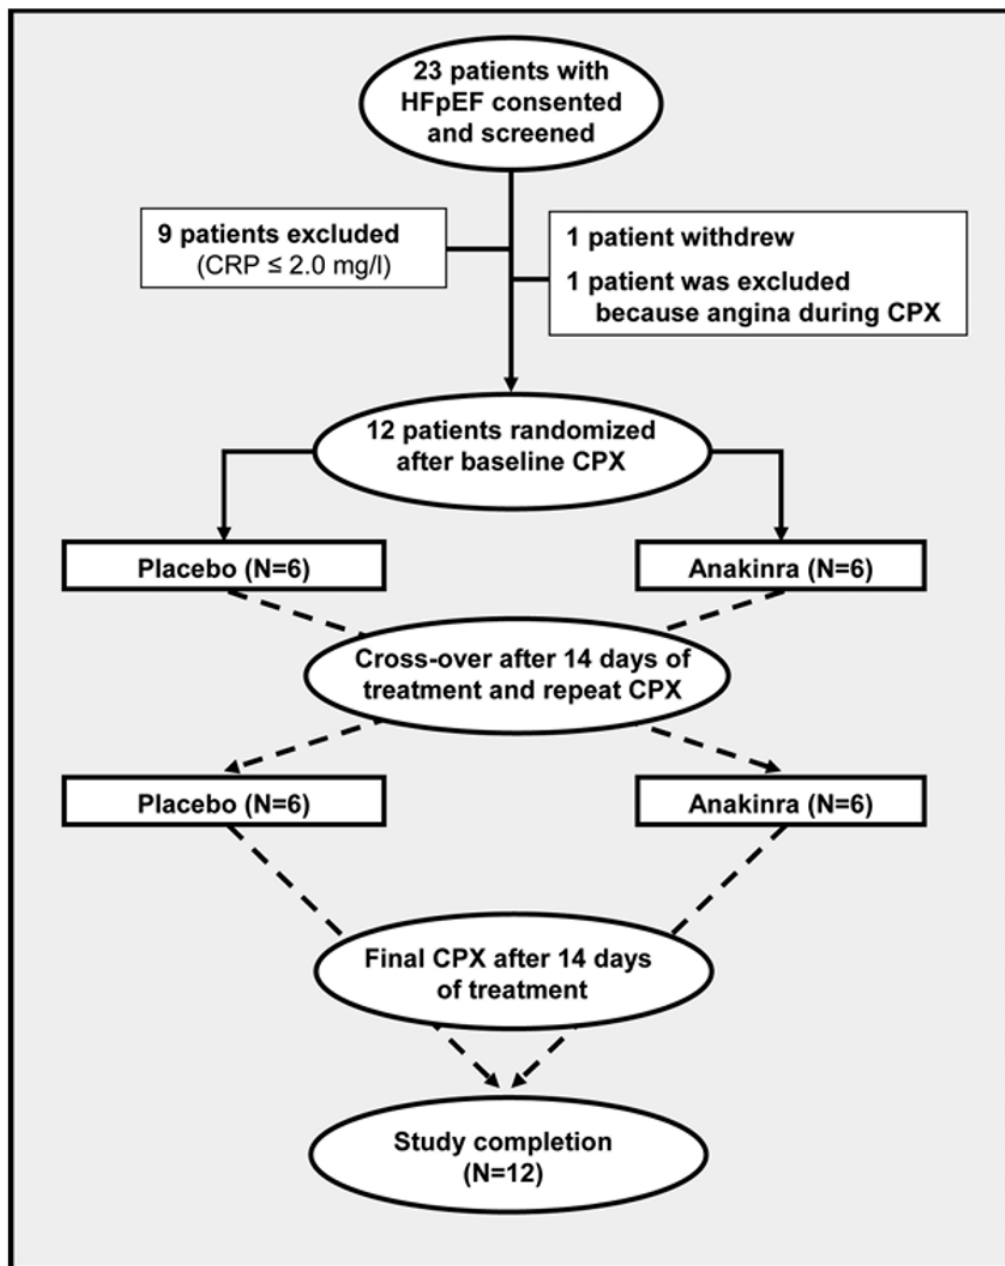 23 patients with
HFpEF consented
and screened
9 patients excluded
(CRP ≤ 2.0 mg/l)
1 patient withdrew
1 patient was excluded
because angina during CPX
12 patients randomized
after baseline CPX
Placebo (N=6)
Anakinra (N=6)
Cross-over after 14 days of
treatment and repeat CPX
Placebo (N=6)
Anakinra (N=6)
Final CPX after 14 days
of treatment
Study completion
(N=12)